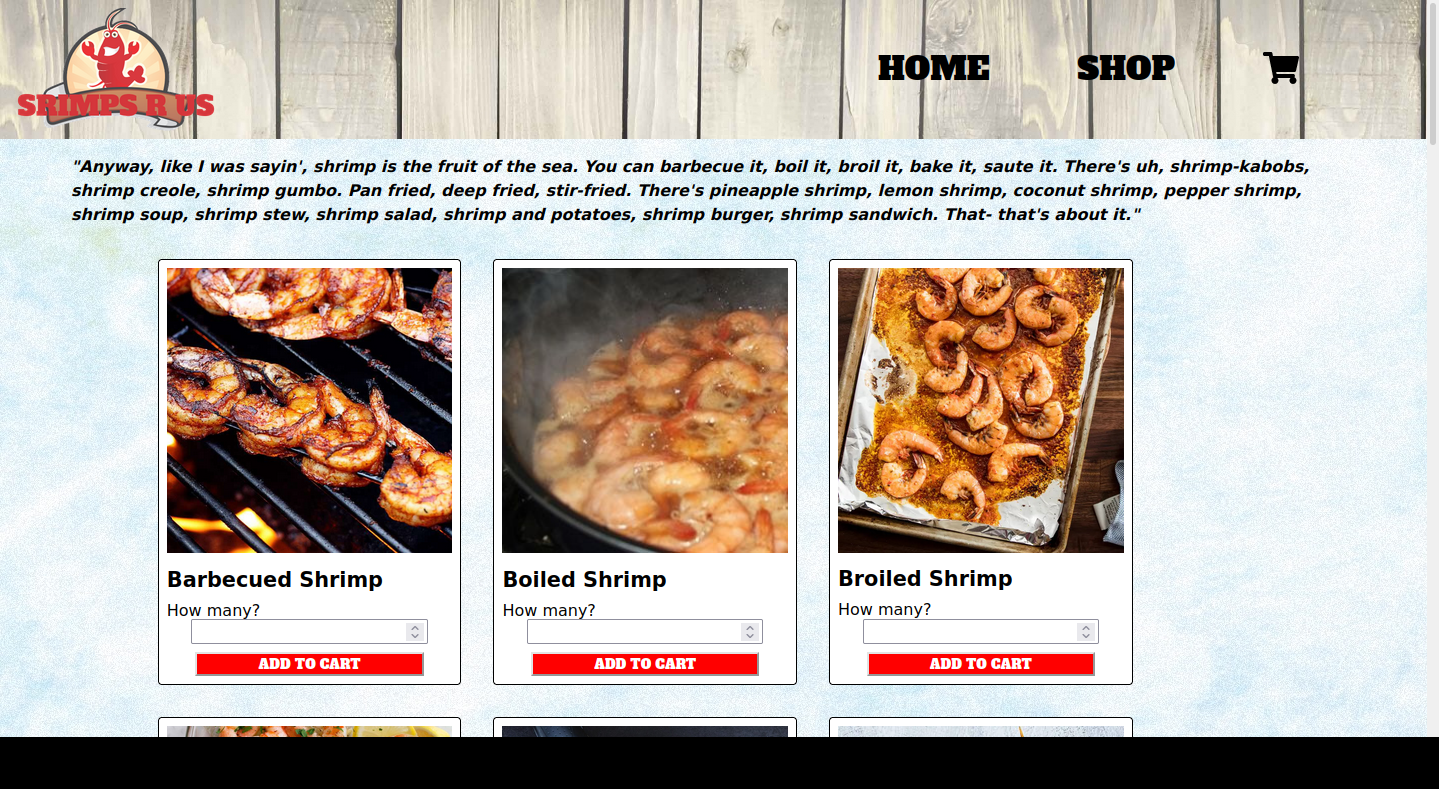 SRIMPS R US
HOME
SHOP
"Anyway, like I was sayin', shrimp is the fruit of the sea. You can barbecue it, boil it, broil it, bake it, saute it. There's uh, shrimp-kabobs,
shrimp creole, shrimp gumbo. Pan fried, deep fried, stir-fried. There's pineapple shrimp, lemon shrimp, coconut shrimp, pepper shrimp,
shrimp soup, shrimp stew, shrimp salad, shrimp and potatoes, shrimp burger, shrimp sandwich. That- that's about it."
Barbecued Shrimp
How many?
ADD TO CART
Boiled Shrimp
How many?
ADD TO CART
Broiled Shrimp
How many?
ADD TO CART